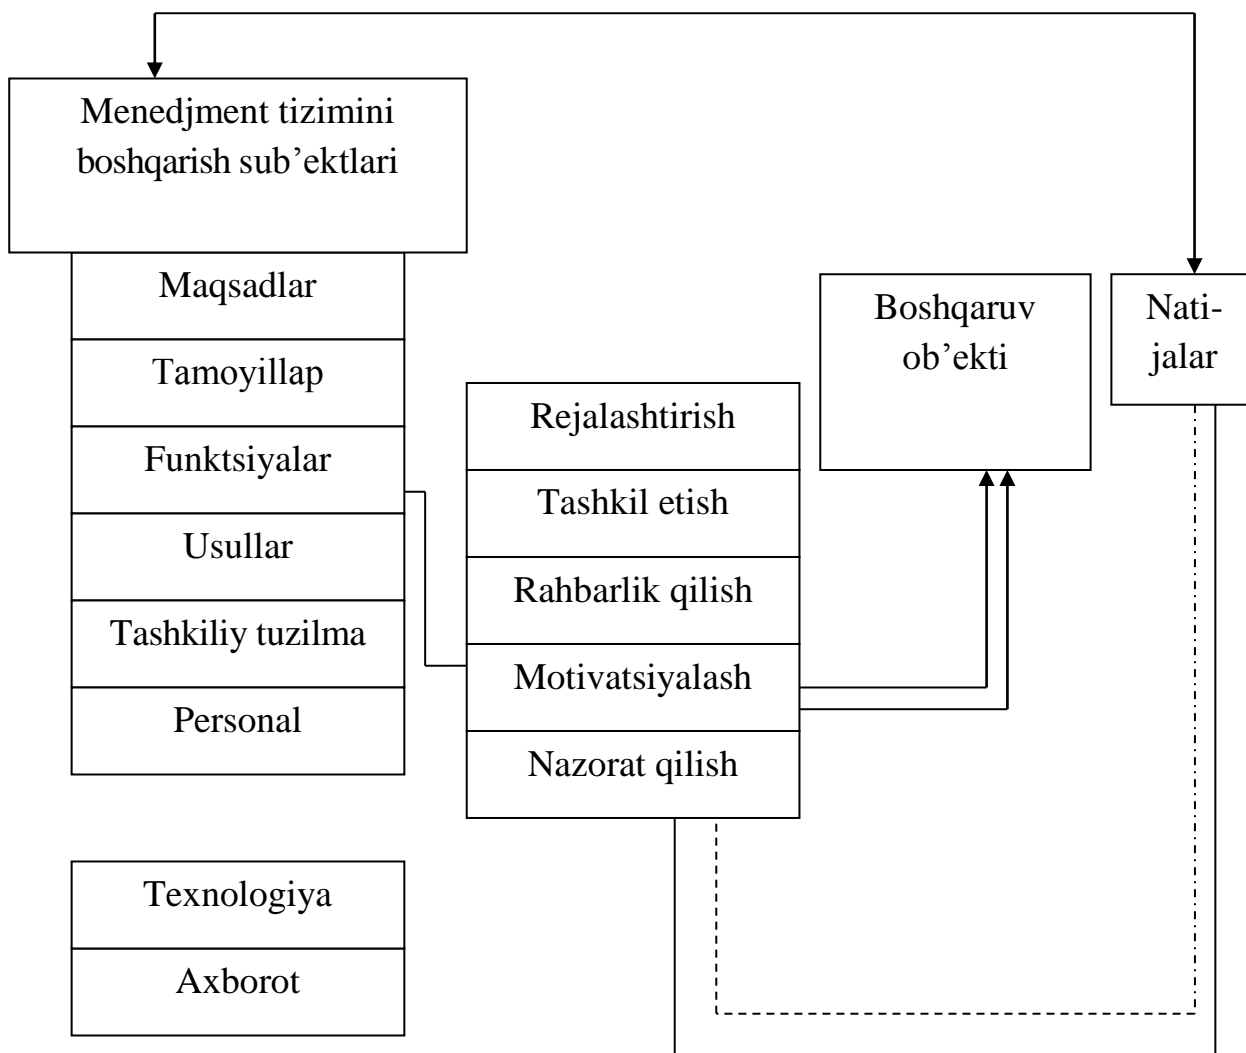 Menedjment tizimini
boshqarish sub’ektlari
Maqsadlar
Tamoyillap
Funktsiyalar
Usullar
Tashkiliy tuzilma
Personal
Texnologiya
Axborot
Rejalashtirish
Tashkil etish
Rahbarlik qilish
Motivatsiyalash
Nazorat qilish
Boshqaruv
ob’ekti
Nati-
jalar